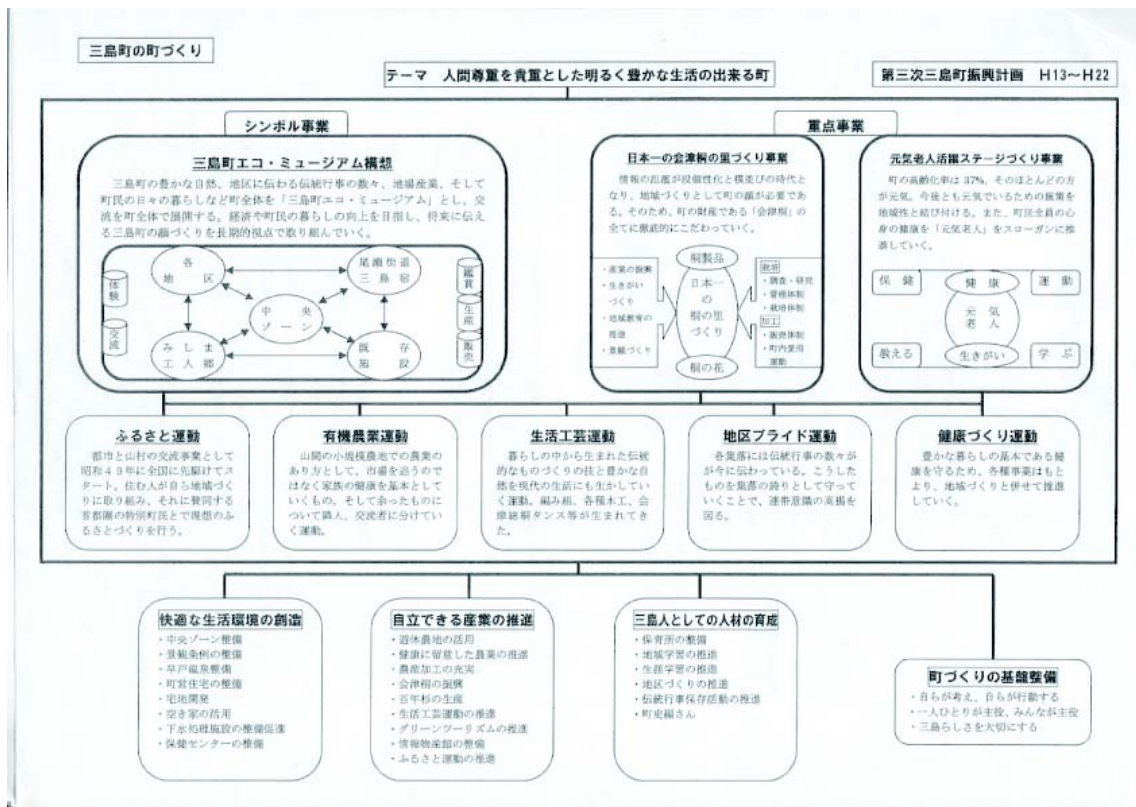 三島町の町づくり
テーマ　人間尊重を貴重とした明るく豊かな生活の出来る町
第三次三島町振興計画　H13～H22
シンボル事業
三島町エコ・ミュージアム構想
三島町の豊かな自然、地区に伝わる伝統行事の数々、地場産業、そして
町民の日々の暮らしなど町全体を「三島町エコ・ミュージアム」とし、交
流を町全体で展開する。経済や町民の暮らしの向上を目指し、将来に伝え
る三島町の顔づくりを長期的視点で取り組んでいく。
体験
交流
各地区
尾瀬街道三島宿
中央ゾーン
みしま工人郷
既存施設
鑑賞
生産
販売
重点事業
日本一の会津桐の里づくり事業
情報の氾濫が没個性化と横並びの時代と
なり、地域づくりとして町の顔が必要であ
る。そのため、町の財産である「会津桐」の
全てに徹底的にこだわっていく。
・産業の振興
・生きがい
づくり
・地域教育の
推進
・景観づくり
桐製品
日本一
の
桐の里
づくり
桐の花
栽培
・調査・研究
・管理体制
・栽培体制
加工
・販売体制
・町内愛用
運動
元気老人活躍ステージづくり事業
町の高齢化率は37%、そのほとんどの方
が元気。今後とも元気でいるための施策を
地域性と結び付ける。また、町民全員の心
身の健康を「元気老人」をスローガンに推
進していく。
保健
健康
運動
元気
老人
教える
生きがい
学ぶ
ふるさと運動
都市と山村の交流事業として
昭和49年に全国に先駆けてス
タート。住む人が自ら地域づく
りに取り組み、それに賛同する
首都圏の特別町民とで理想のふ
るさとづくりを行う。
有機農業運動
山間の小規模農地での農業の
あり方として、市場を追うので
はなく家族の健康を基本として
いくもの。そして余ったものに
ついて隣人、交流者に分けてい
く運動。
生活工芸運動
暮らしの中から生まれた伝統
的なものづくりの技と豊かな自
然を現代の生活にも生かしてい
く運動。編み組、各種木工、会
津総桐タンス等が生まれてき
た。
地区プライド運動
各集落には伝統行事の数々が
が今に伝わっている。こうした
ものを集落の誇りとして守って
いくことで、連帯意識の高揚を
図る。
健康づくり運動
豊かな暮らしの基本である健
康を守るため、各種事業はもと
より、地域づくりと併せて推進
していく。
快適な生活環境の創造
・中央ゾーン整備
・景観条例の整備
・早戸温泉整備
・町営住宅の整備
・宅地開発
・空き家の活用
・下水処理施設の整備促進
・保健センターの整備
自立できる産業の推進
・遊休農地の活用
・健康に留意した農業の推進
・農産加工の充実
・会津桐の振興
・百年杉の生産
・生活工芸運動の推進
・グリーンツーリズムの推進
・情報物産館の整備
・ふるさと運動の推進
三島人としての人材の育成
・保育所の整備
・地域学習の推進
・生涯学習の推進
・地区づくりの推進
・伝統行事保存活動の推進
・町史編さん
町づくりの基盤整備
・自らが考え、自らが行動する
・一人ひとりが主役、みんなが主役
・三島らしさを大切にする